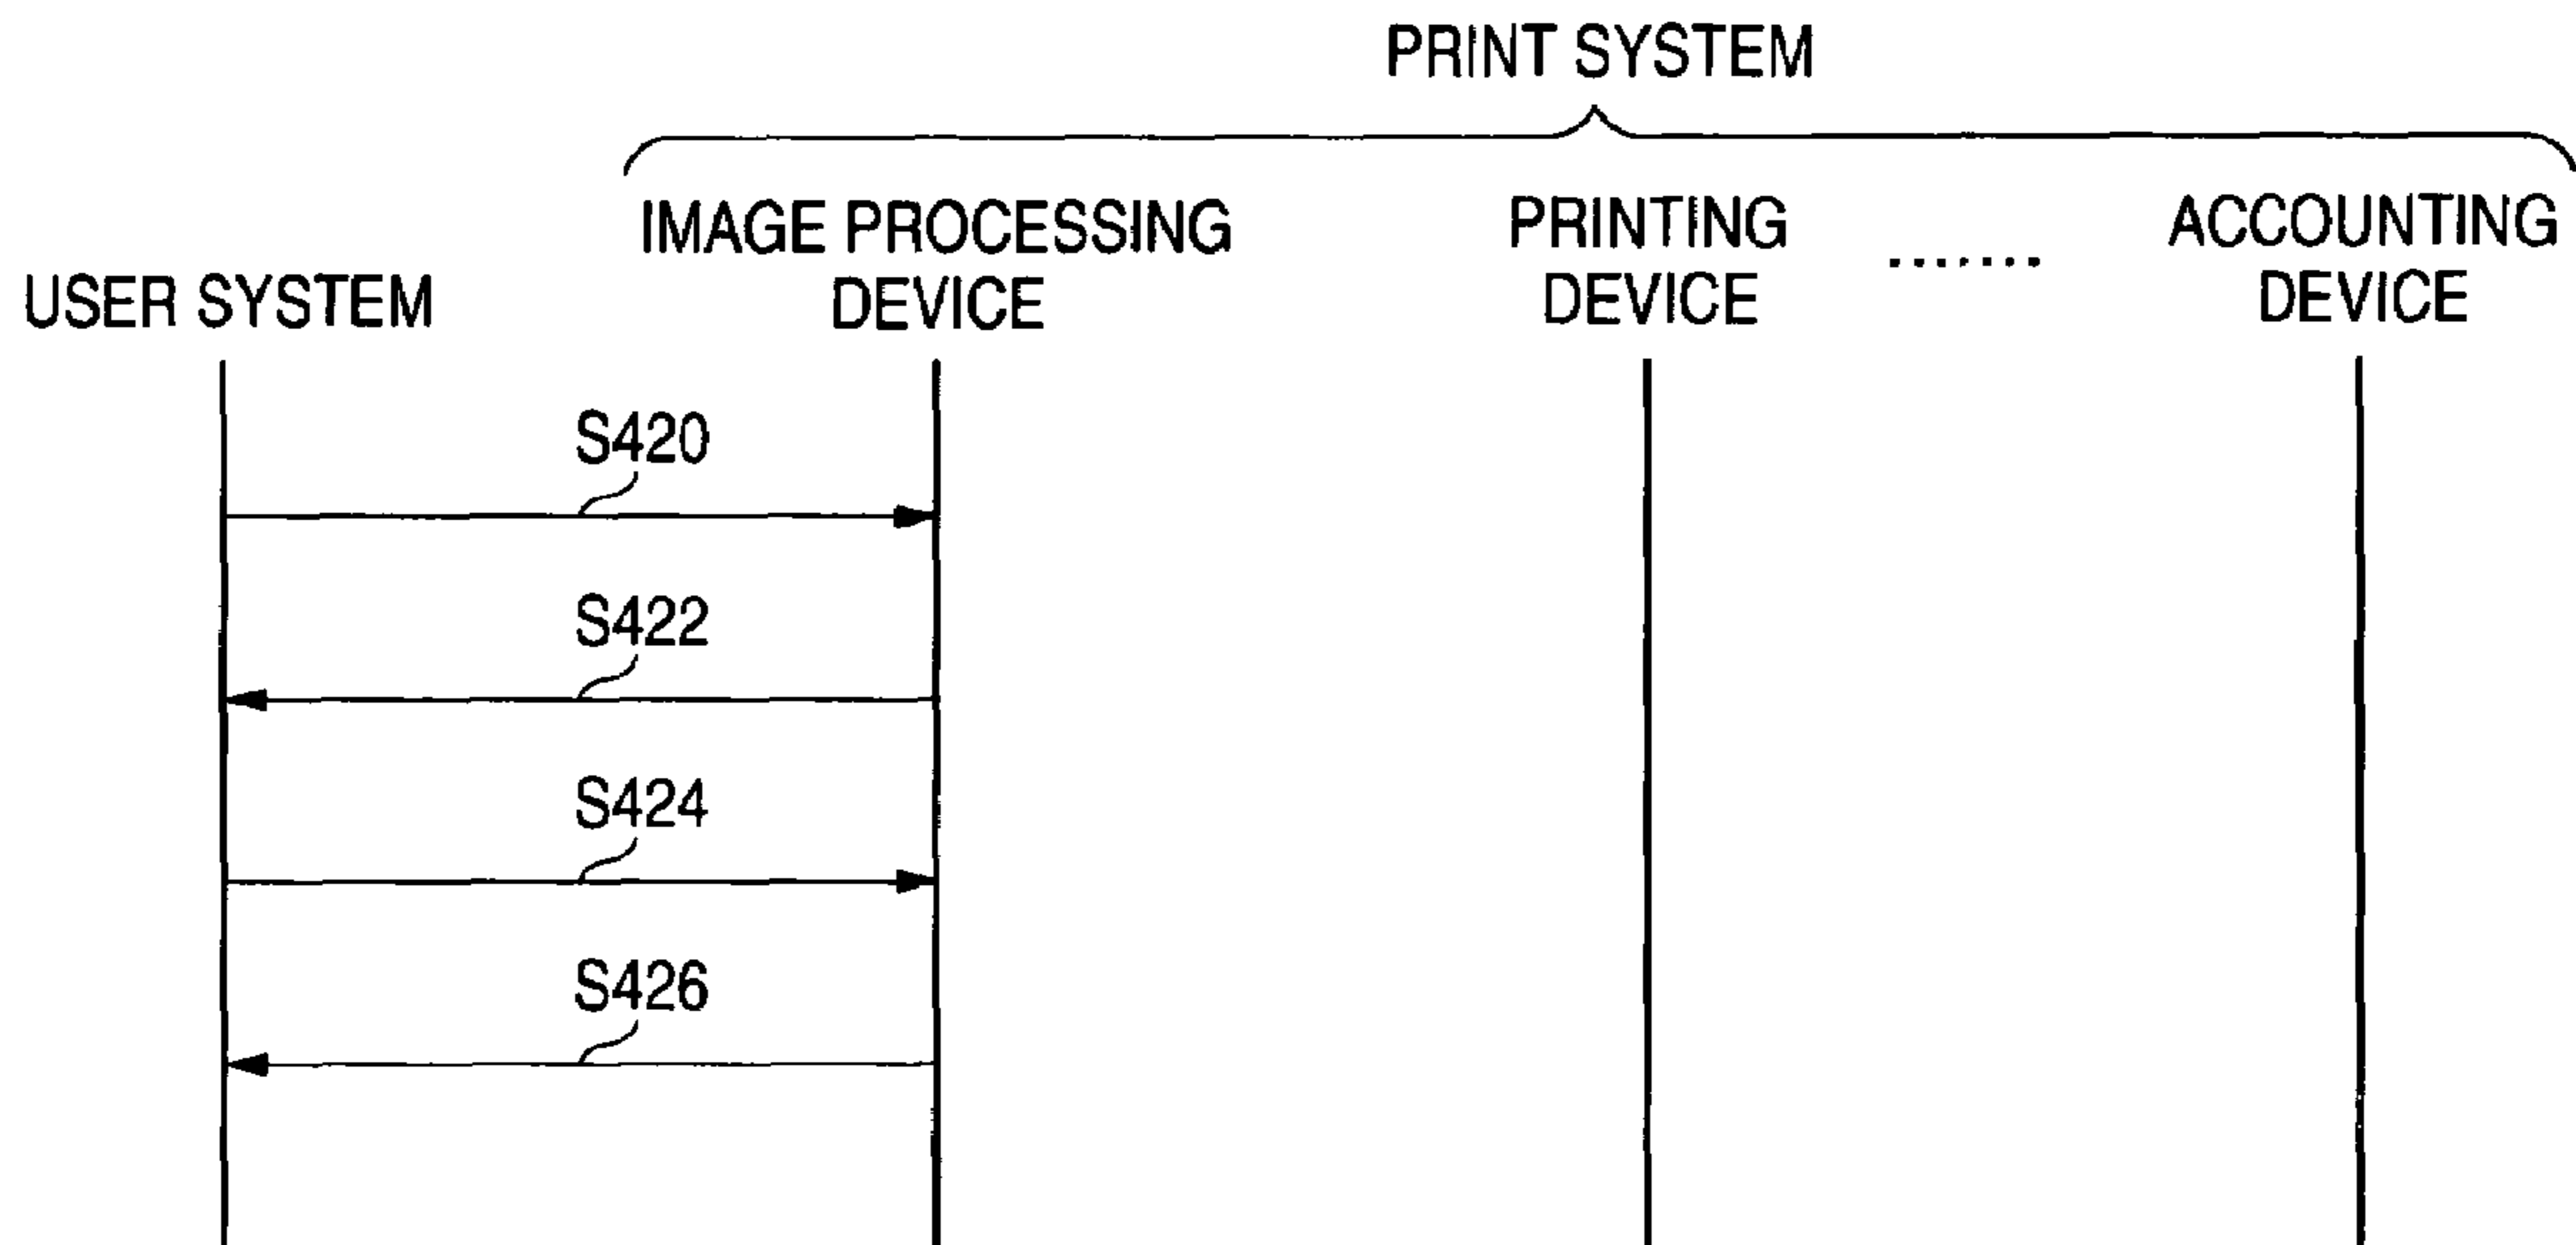 PRINT SYSTEM
USER SYSTEM
IMAGE PROCESSING
DEVICE
PRINTING
DEVICE
.......
ACCOUNTING
DEVICE
S420
S422
S424
S426